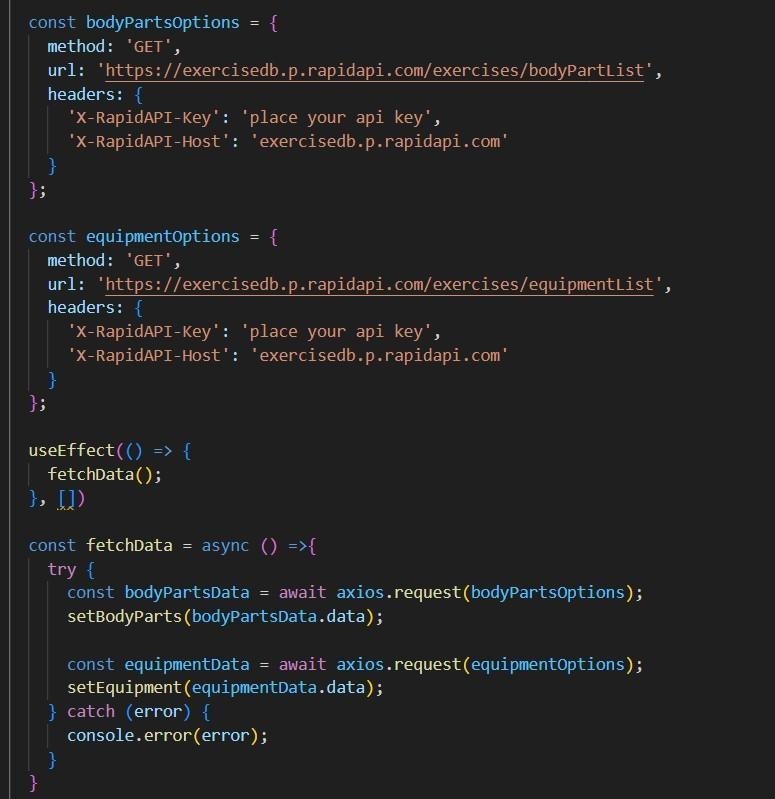 const bodyPartsOptions = {
  method: 'GET',
  url: 'https://exercisedb.p.rapidapi.com/exercises/bodyPartList',
  headers: {
    'X-RapidAPI-Key': 'place your api key',
    'X-RapidAPI-Host': 'exercisedb.p.rapidapi.com'
  }
};

const equipmentOptions = {
  method: 'GET',
  url: 'https://exercisedb.p.rapidapi.com/exercises/equipmentList',
  headers: {
    'X-RapidAPI-Key': 'place your api key',
    'X-RapidAPI-Host': 'exercisedb.p.rapidapi.com'
  }
};

useEffect(() => {
  fetchData();
}, [])

const fetchData = async () =>{
  try {
    const bodyPartsData = await axios.request(bodyPartsOptions);
    setBodyParts(bodyPartsData.data);

    const equipmentData = await axios.request(equipmentOptions);
    setEquipment(equipmentData.data);
  } catch (error) {
    console.error(error);
  }
}